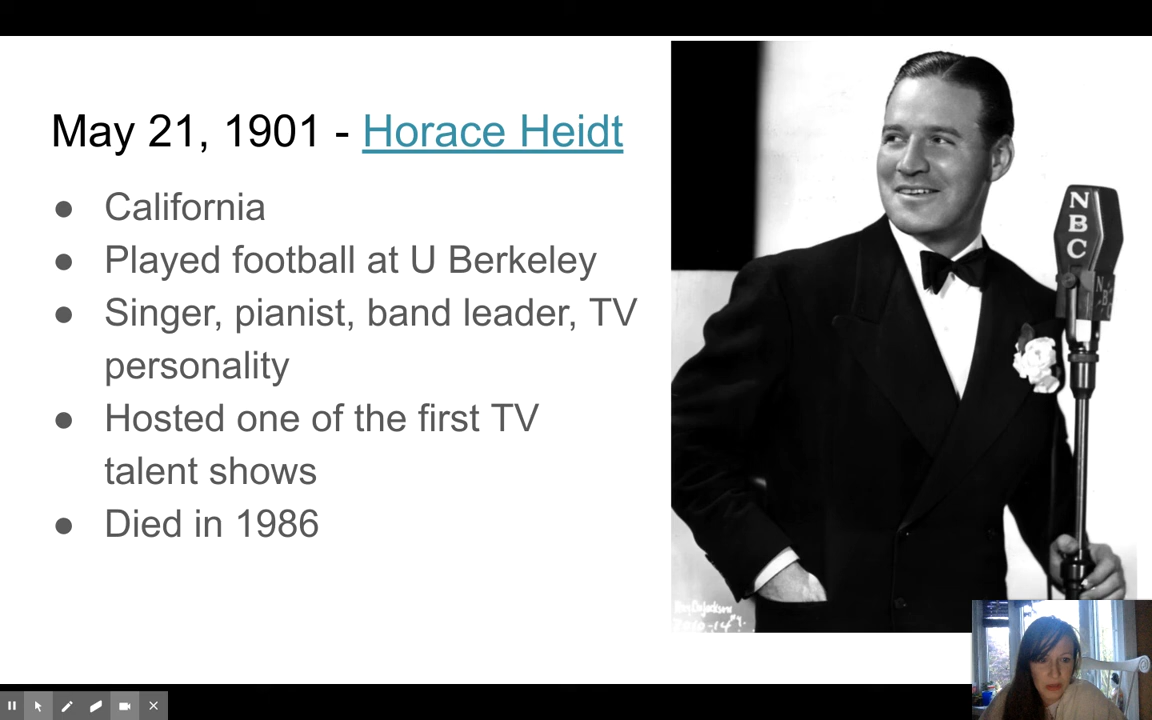 May 21, 1901 - Horace Heidt
● California
● Played football at U Berkeley
● Singer, pianist, band leader, TV
personality
● Hosted one of the first TV
talent shows
● Died in 1986
NBC